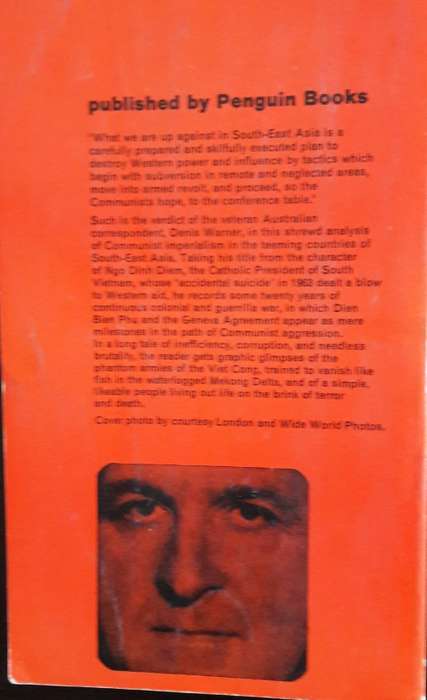 published by Penguin Books
"What we are up against in South-East Asia is a
carefully prepared and skilfully executed plan to
destroy Western power and influence by tactics which
begin with subversion in remote and neglected areas,
move into armed revolt, and proceed, so the
Communists hope, to the conference table."
Such is the verdict of the veteran Australian
correspondent, Denis Warner, in this shrewd analysis
of Communist imperialism in the teeming countries of
South-East Asia. Taking his title from the character
of Ngo Dinh Diem, the Catholic President of South
Vietnam, whose 'accidental suicide' in 1963 dealt a blow
to Western aid, he records some twenty years of
continuous colonial and guerilla war, in which Dien
Bien Phu and the Geneva Agreement appear as mere
milestones in the path of Communist aggression.
In a long tale of inefficiency, corruption, and needless
brutality, the reader gets graphic glimpses of the
phantom armies of the Viet Cong, trained to vanish like
fish in the waterlogged Mekong Delta, and of a simple,
likeable people living out life on the brink of terror
and death.
Cover photo by courtesy London and Wide World Photos.